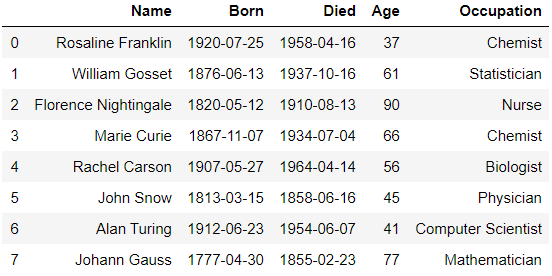 Name Born Died Age Occupation
0 Rosaline Franklin 1920-07-25 1958-04-16 37 Chemist
1 William Gosset 1876-06-13 1937-10-16 61 Statistician
2 Florence Nightingale 1820-05-12 1910-08-13 90 Nurse
3 Marie Curie 1867-11-07 1934-07-04 66 Chemist
4 Rachel Carson 1907-05-27 1964-04-14 56 Biologist
5 John Snow 1813-03-15 1858-06-16 45 Physician
6 Alan Turing 1912-06-23 1954-06-07 41 Computer Scientist
7 Johann Gauss 1777-04-30 1855-02-23 77 Mathematician